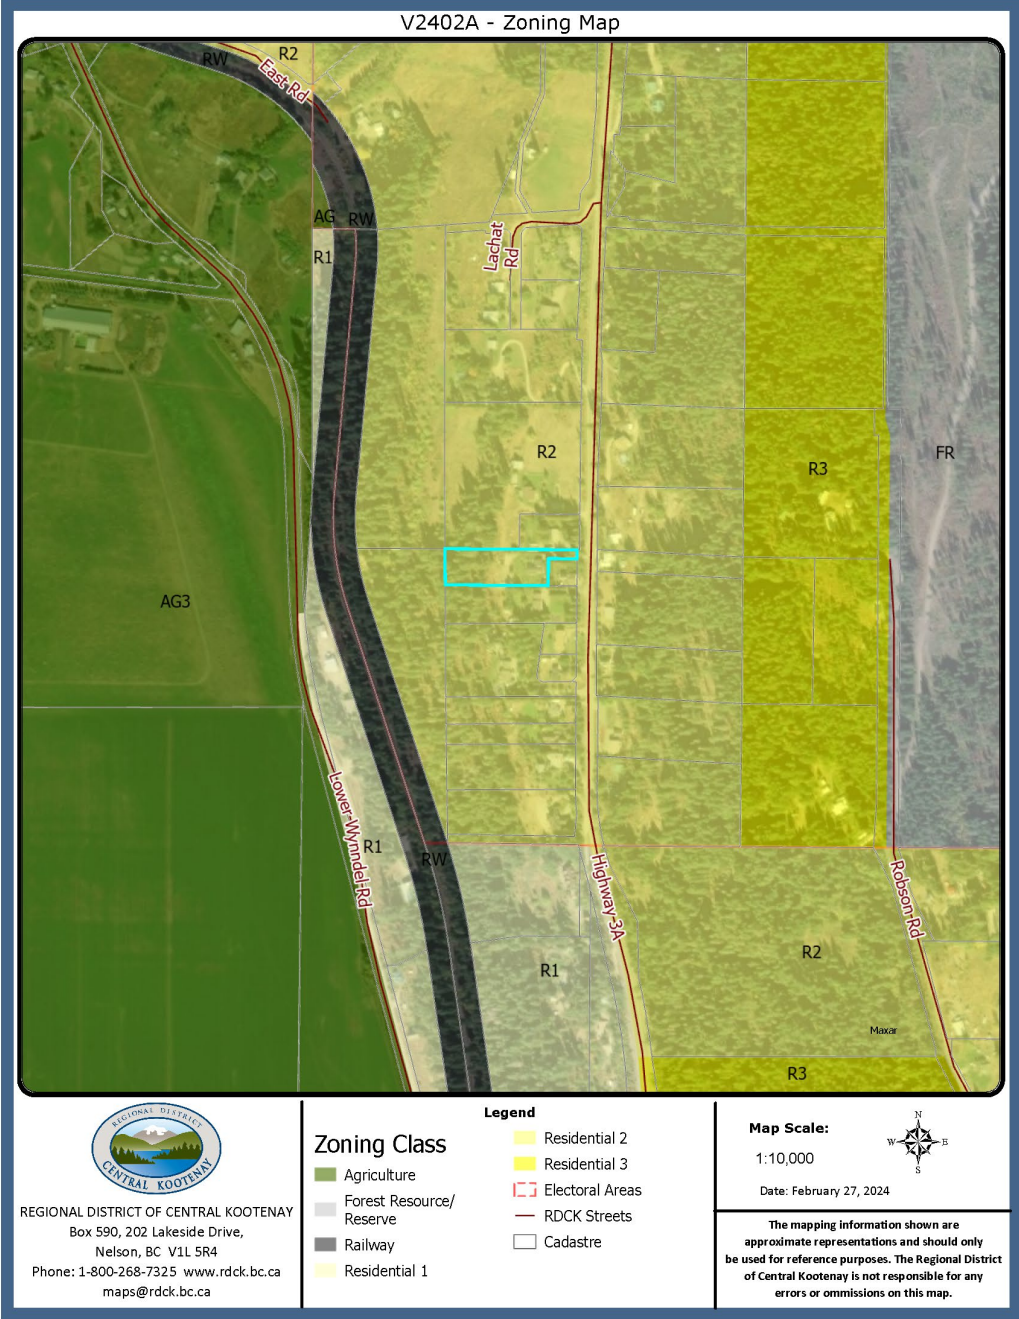 V2402A - Zoning Map
RW
R2
East Rd
AG
RW
R1
Lachat
Rd
R2
R3
FR
AG3
Lower Wynndel Rd
R1
RW
Highway 3A
Robson Rd
R1
R2
Maxar
R3
REGIONAL DISTRICT
CENTRAL KOOTENAY
REGIONAL DISTRICT OF CENTRAL KOOTENAY
Box 590, 202 Lakeside Drive,
Nelson, BC V1L 5R4
Phone: 1-800-268-7325 www.rdck.bc.ca
maps@rdck.bc.ca
Legend
Zoning Class
Agriculture
Forest Resource/
Reserve
Railway
Residential 1
Residential 2
Residential 3
Electoral Areas
RDCK Streets
Cadastre
Map Scale:
1:10,000
N
W
E
S
Date: February 27, 2024
The mapping information shown are
approximate representations and should only
be used for reference purposes. The Regional District
of Central Kootenay is not responsible for any
errors or ommissions on this map.